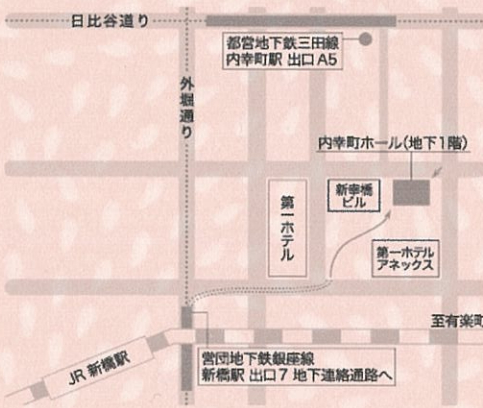 日比谷通り
都営地下鉄三田線
内幸町駅 出口A5
外堀通り
内幸町ホール(地下1階)
新幸橋
ビル
第一ホテル
第一ホテル
アネックス
至有楽町
JR 新橋駅
営団地下鉄銀座線
新橋駅 出口7 地下連絡通路へ